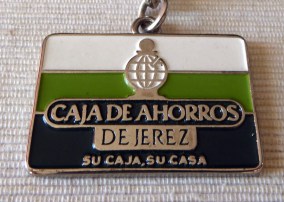 CAJA DE AHORROS
DE JEREZ
SU CAJA, SU CASA